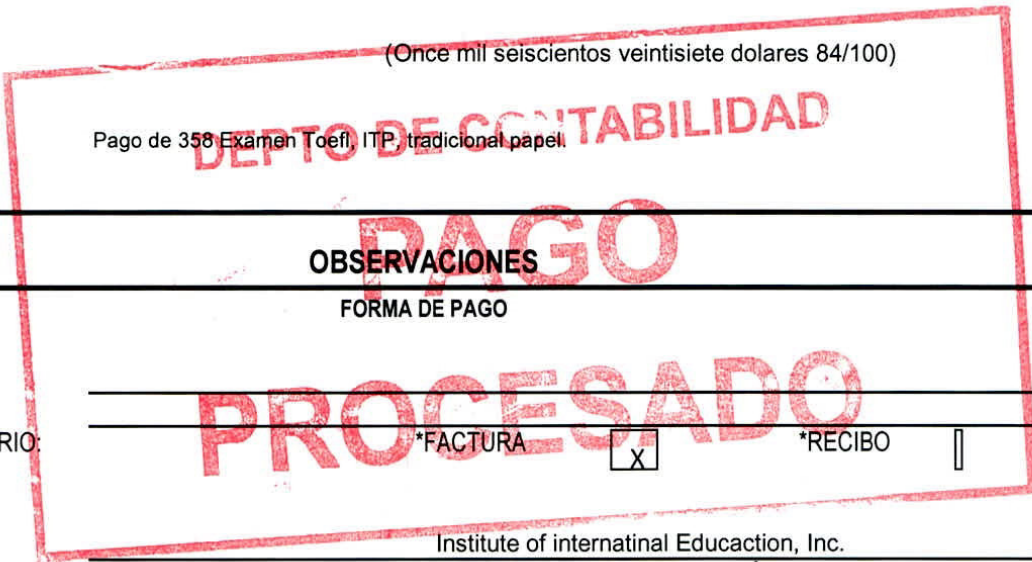 (Once mil seiscientos veintisiete dolares 84/100)
DEPTO DE CONTABILIDAD
Pago de 358 Examen Toefl, ITP, tradicional papel.
PAGO
OBSERVACIONES
FORMA DE PAGO
PROCESADO
RIO: *FACTURA X *RECIBO
Institute of internatinal Educaction, Inc.